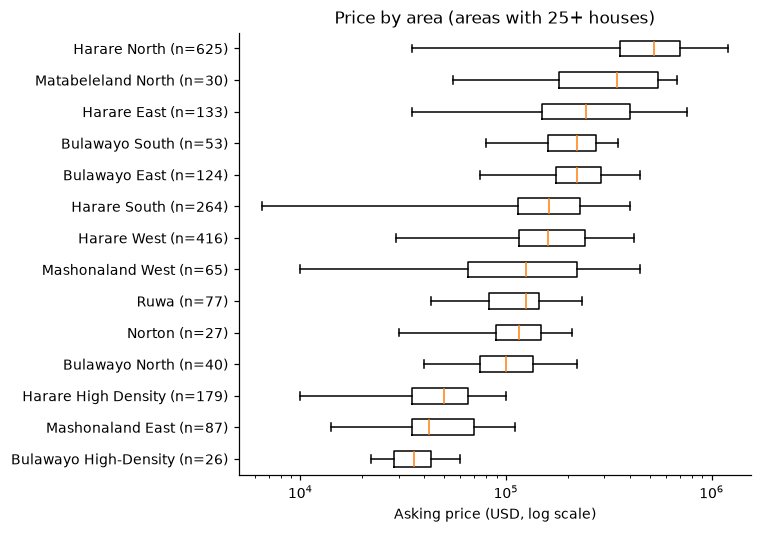 Price by area (areas with 25+ houses)
Harare North (n=625)
Matabeleland North (n=30)
Harare East (n=133)
Bulawayo South (n=53)
Bulawayo East (n=124)
Harare South (n=264)
Harare West (n=416)
Mashonaland West (n=65)
Ruwa (n=77)
Norton (n=27)
Bulawayo North (n=40)
Harare High Density (n=179)
Mashonaland East (n=87)
Bulawayo High-Density (n=26)
10⁴ 10⁵ 10⁶
Asking price (USD, log scale)